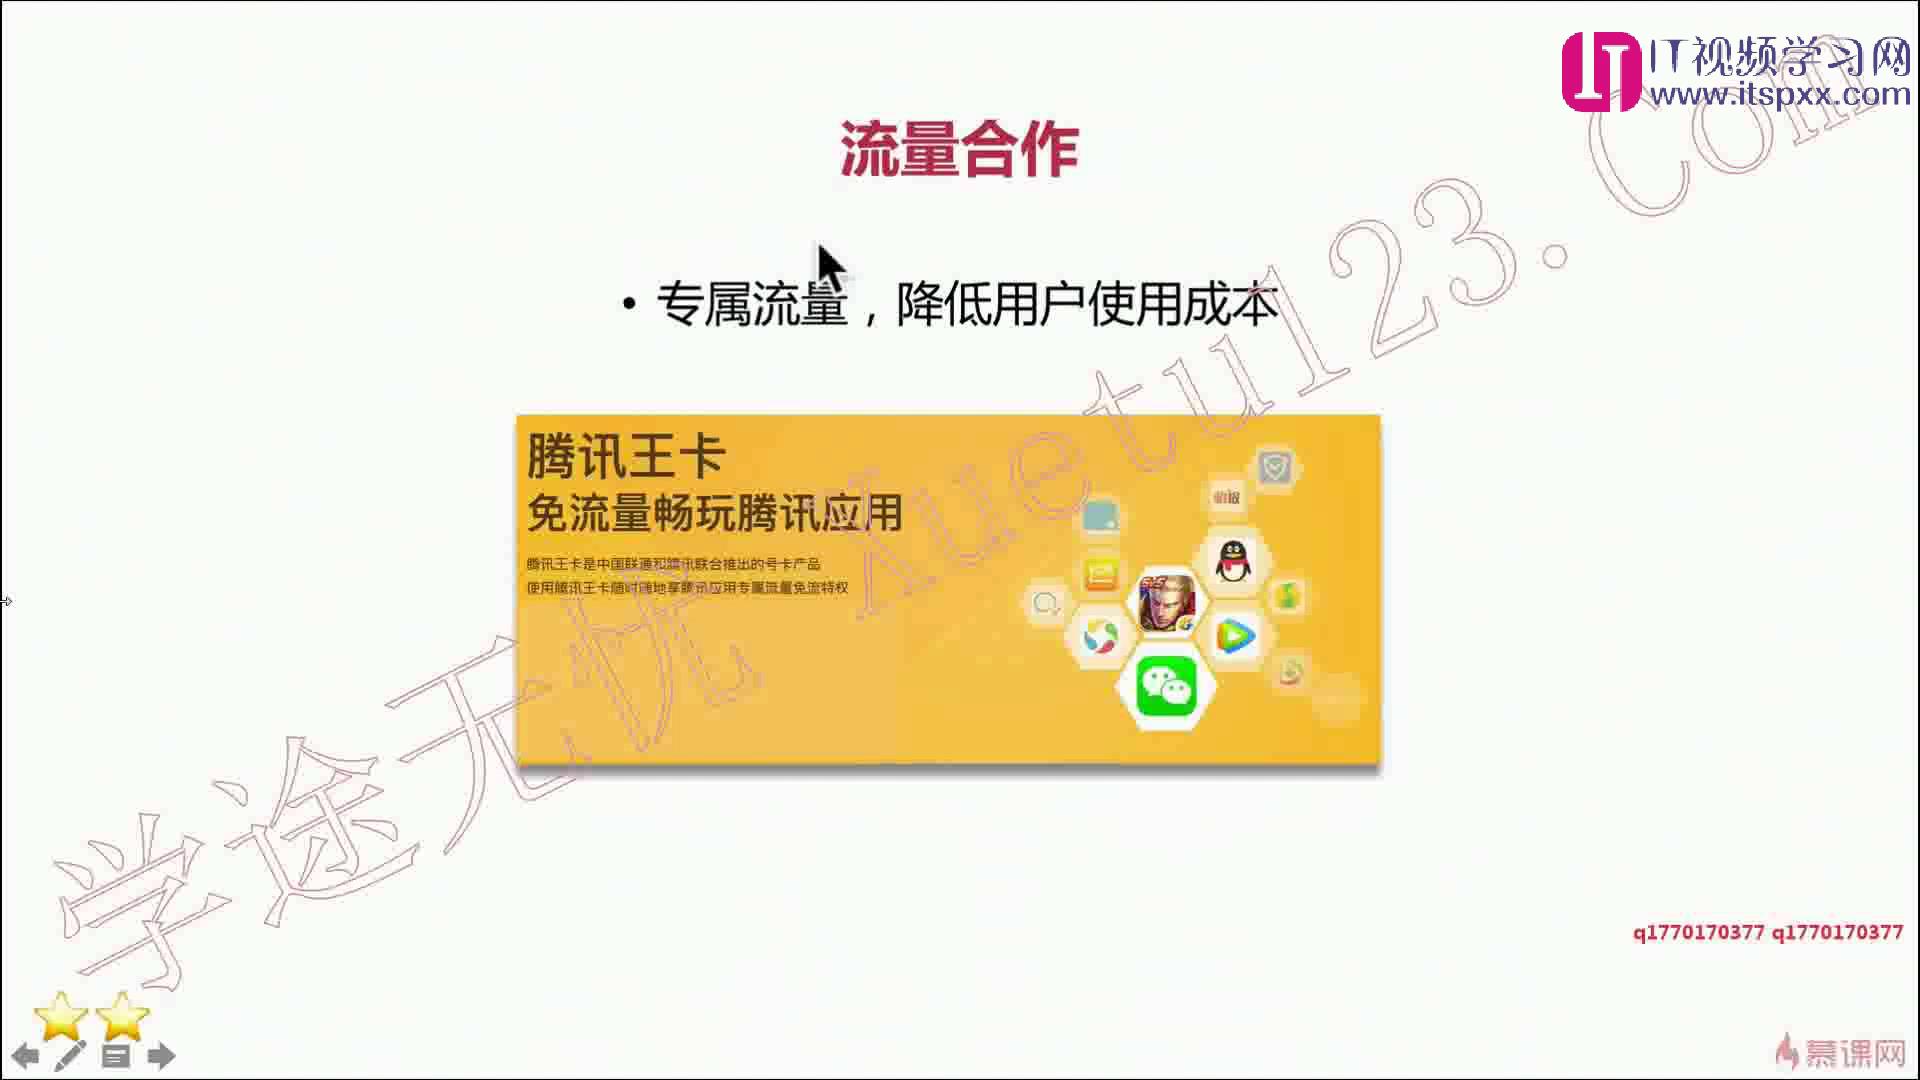 IT视频学习网
www.itspxx.com
流量合作
• 专属流量，降低用户使用成本
腾讯王卡
免流量畅玩腾讯应用
腾讯王卡是中国联通和腾讯联合推出的号卡产品
使用腾讯王卡随时随地享腾讯应用专属流量免流特权
学途无忧 Xuetu123.Com
q1770170377 q1770170377
慕课网